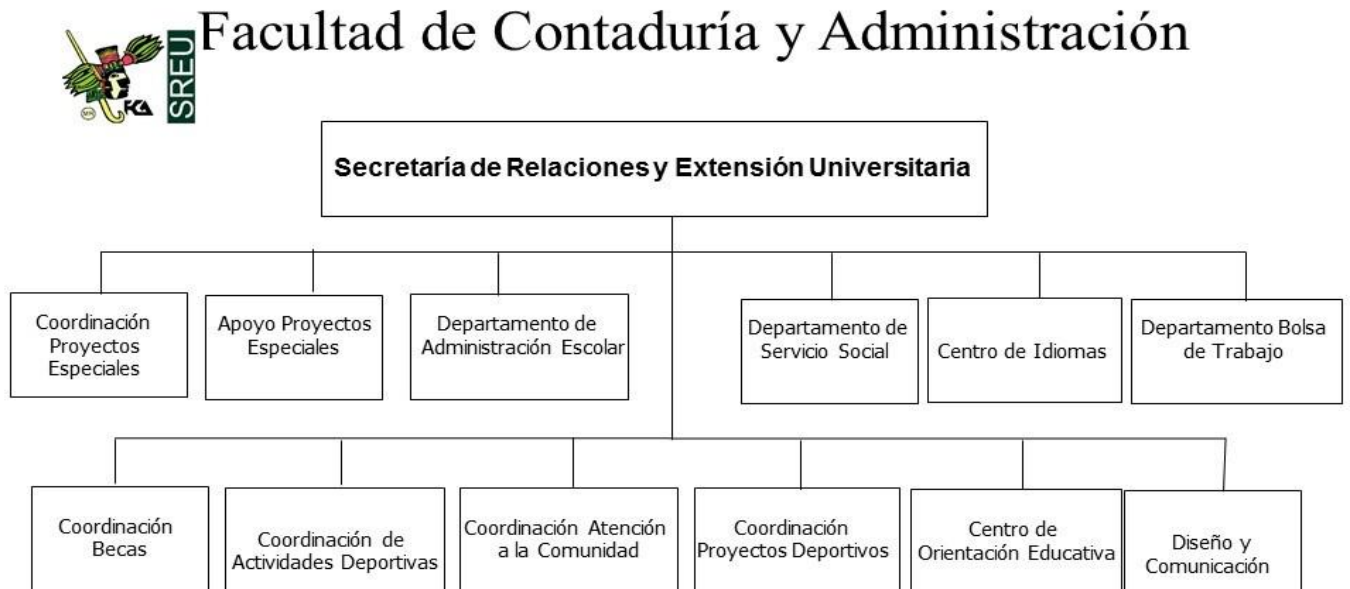 Facultad de Contaduría y Administración
SREU
FCA
Secretaría de Relaciones y Extensión Universitaria
Coordinación
Proyectos
Especiales
Apoyo Proyectos
Especiales
Departamento de
Administración Escolar
Departamento de
Servicio Social
Centro de Idiomas
Departamento Bolsa
de Trabajo
Coordinación
Becas
Coordinación de
Actividades Deportivas
Coordinación Atención
a la Comunidad
Coordinación
Proyectos Deportivos
Centro de
Orientación Educativa
Diseño y
Comunicación